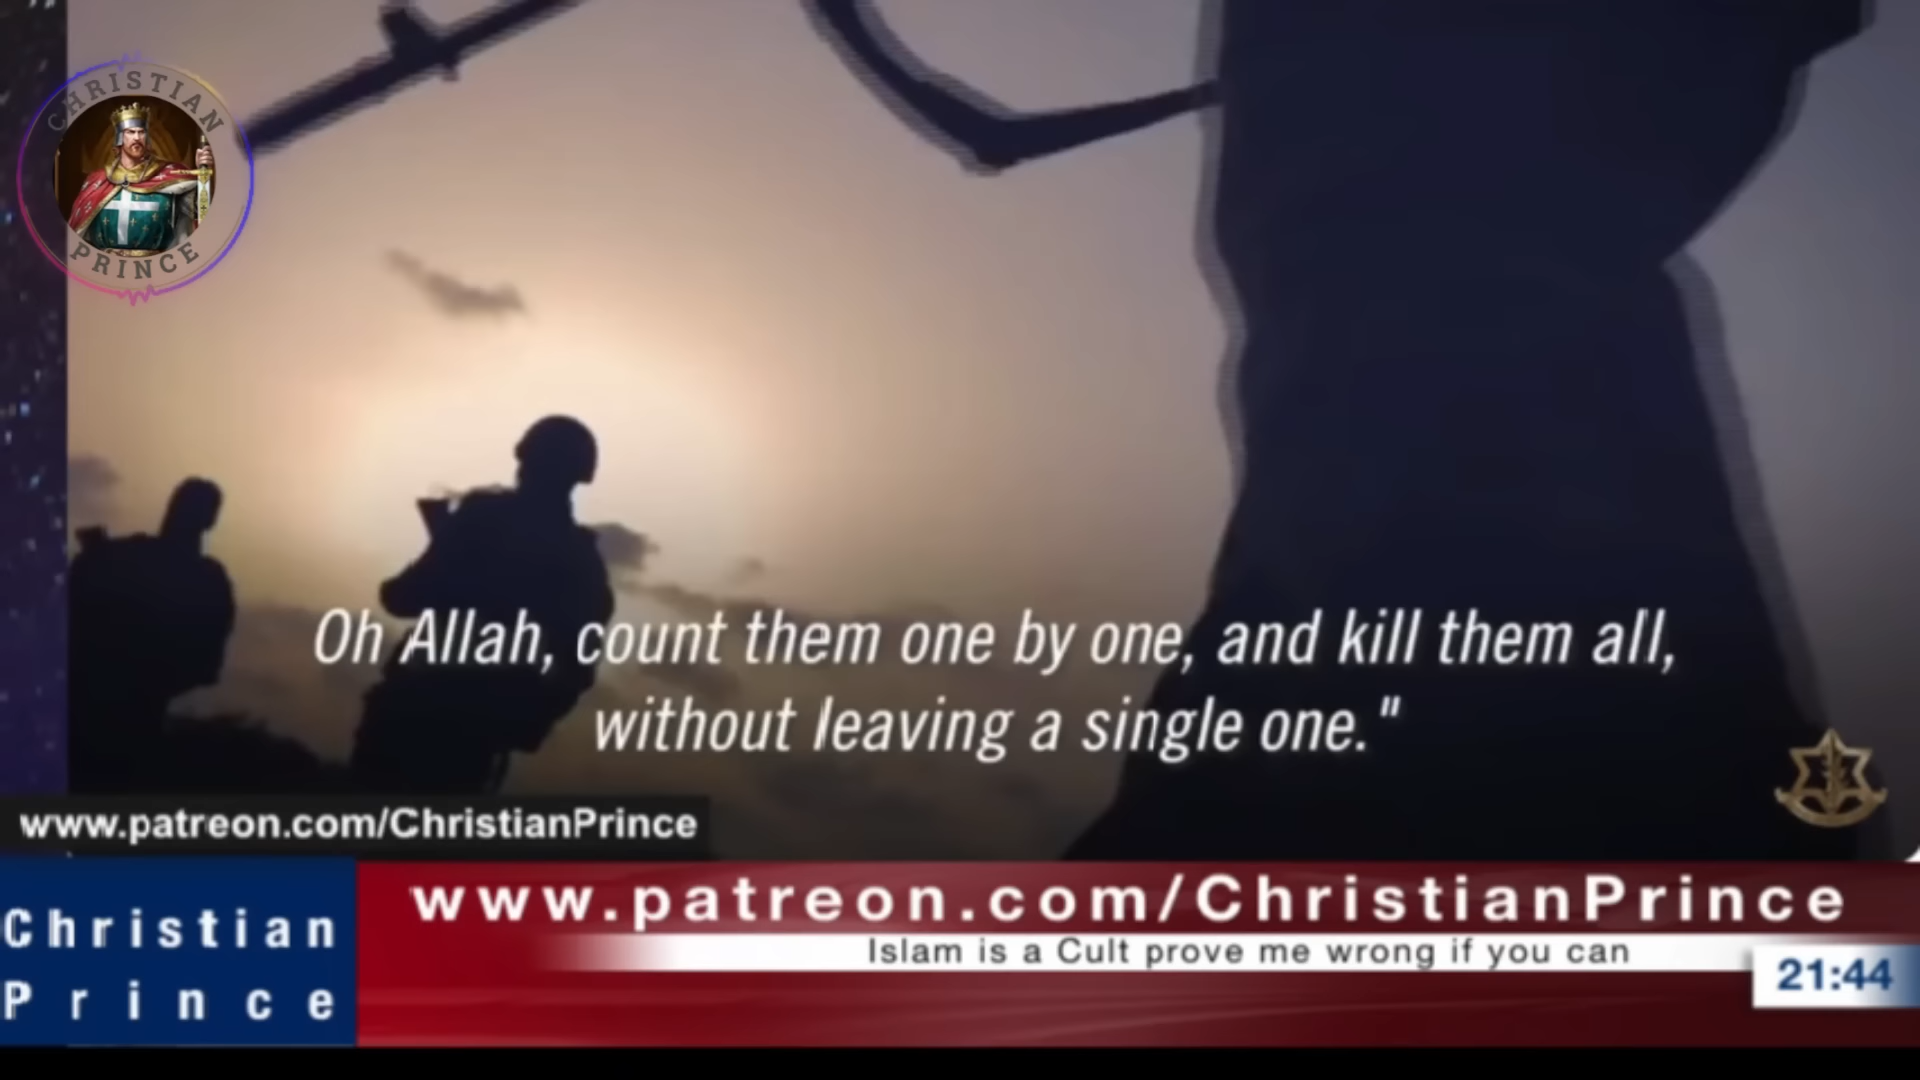 CHRISTIAN
PRINCE
Oh Allah, count them one by one, and kill them all,
without leaving a single one."
www.patreon.com/ChristianPrince
www.patreon.com/ChristianPrince
Islam is a Cult prove me wrong if you can
21:44
Christian
Prince